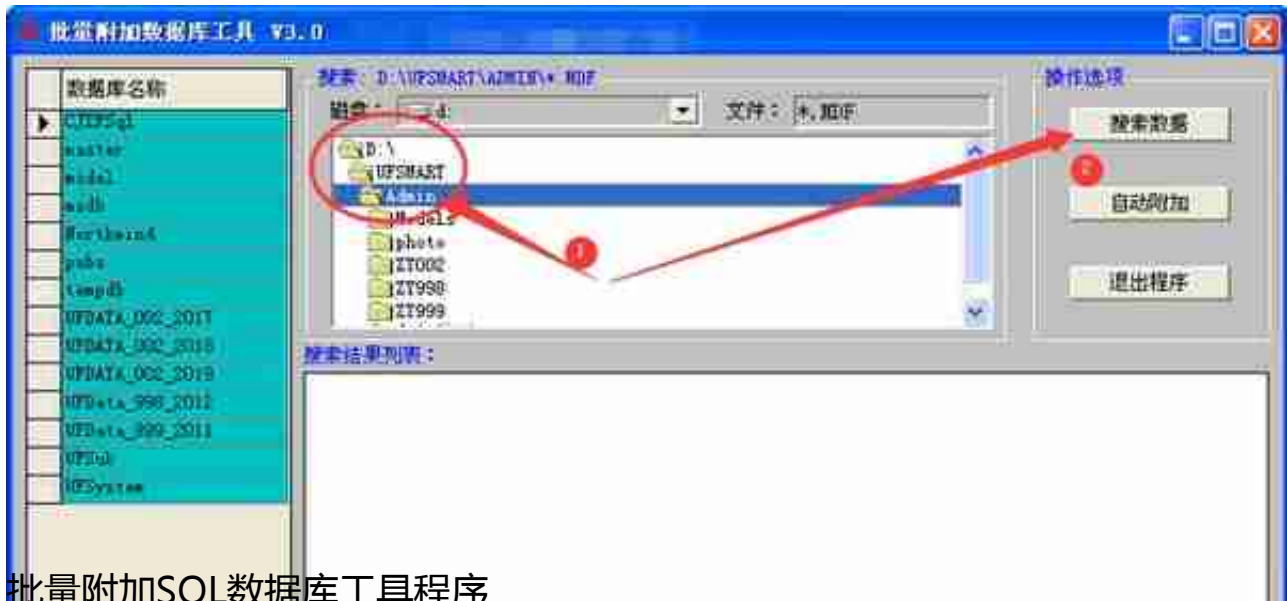 批量附加数据库工具 V3.0
数据库名称
CJTPSql
master
model
msdb
Northwind
pubs
tempdb
UFDATA_002_2017
UFDATA_002_2018
UFDATA_002_2019
UFData_998_2012
UFData_999_2011
UFSub
UFSystem
搜索: D:\UFSMART\ADMIN\*.MDF
磁盘: d: 文件: *.MDF
D:\
UFSMART
Admin
Models
photo
ZT002
ZT998
ZT999
操作选项
搜索数据
自动附加
退出程序
1
2
搜索结果列表:
批量附加SQL数据库工具程序